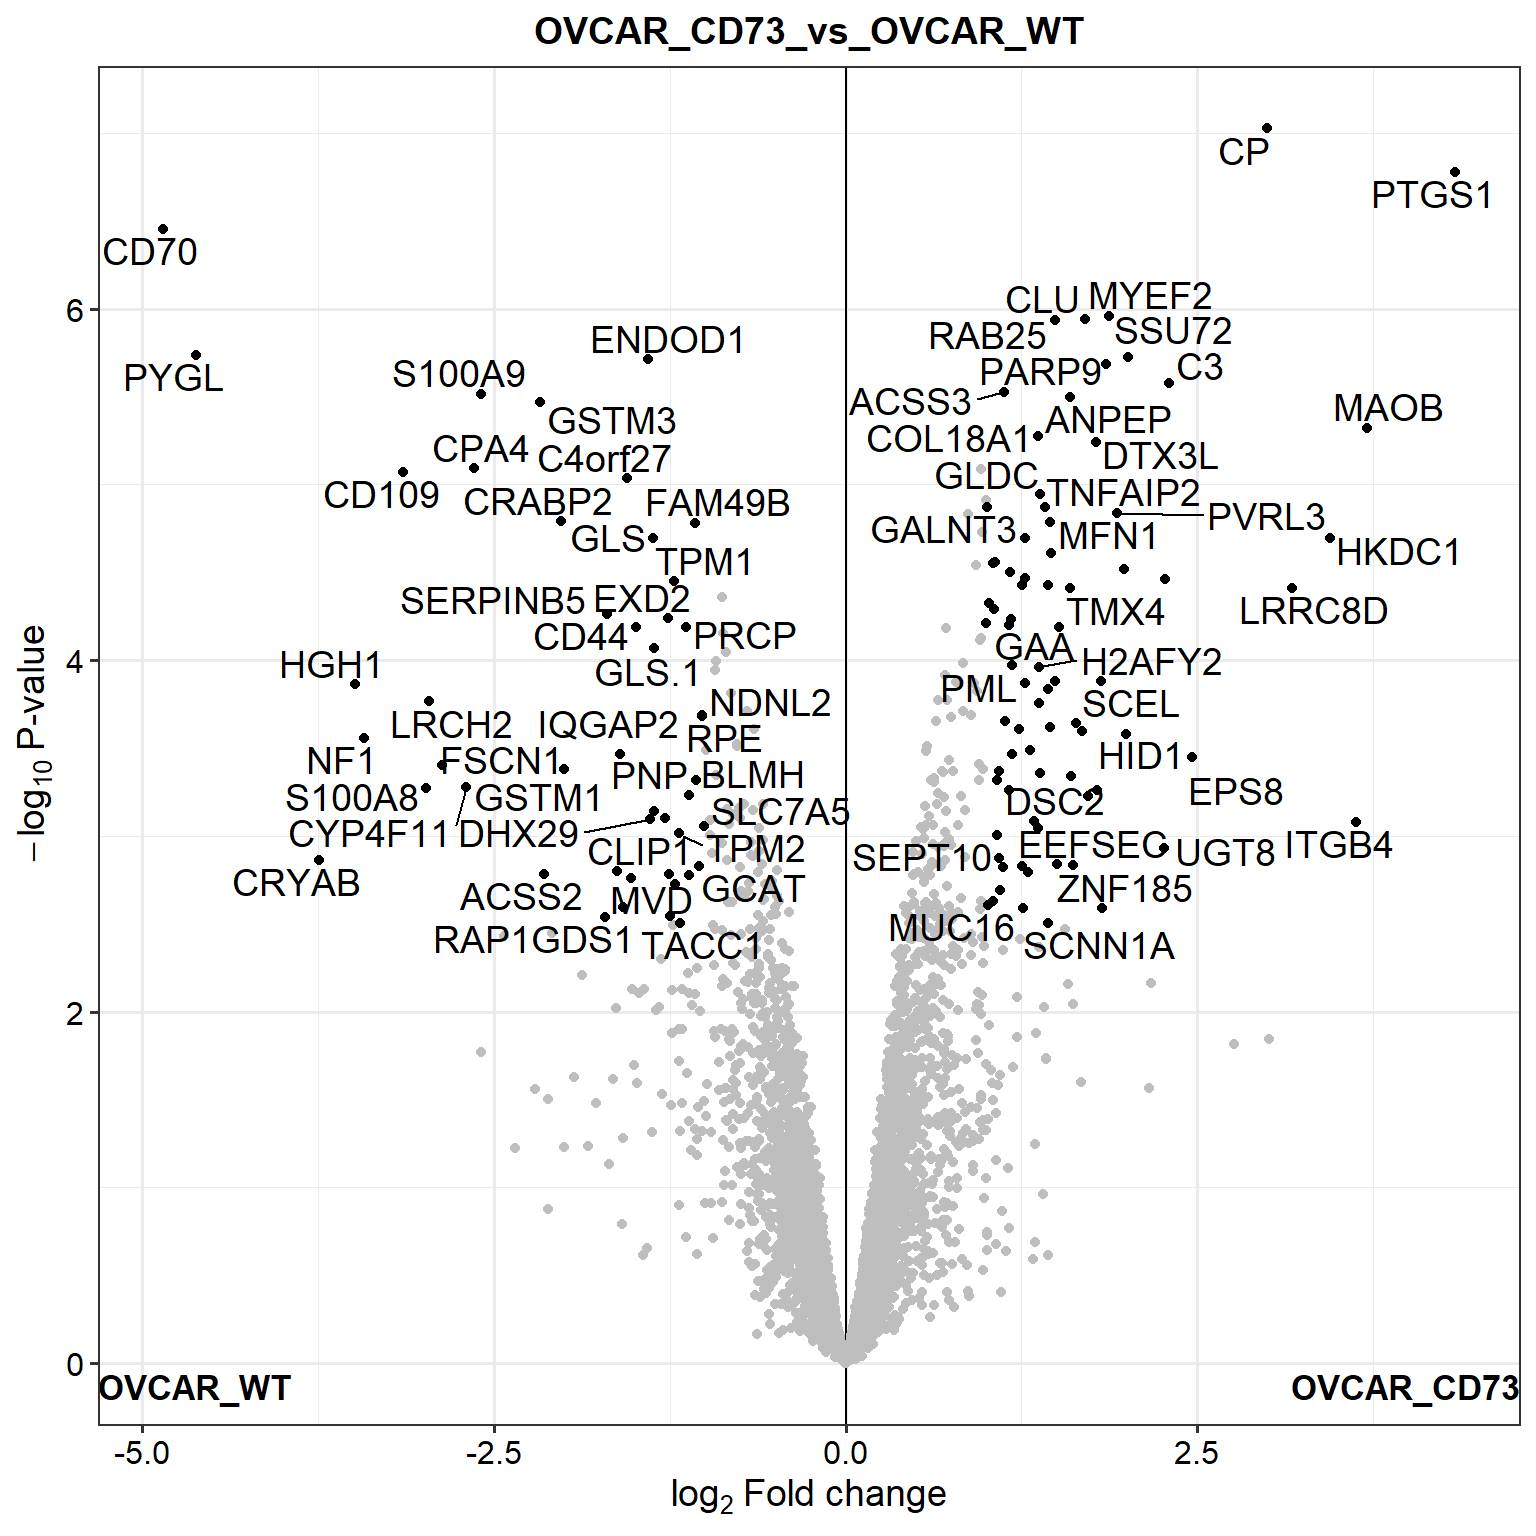 OVCAR_CD73_vs_OVCAR_WT
CP
PTGS1
CD70
CLU
MYEF2
RAB25
SSU72
ENDOD1
PYGL
S100A9
PARP9
C3
ACSS3
MAOB
GSTM3
ANPEP
COL18A1
CPA4
C4orf27
DTX3L
GLDC
CD109
CRABP2
FAM49B
TNFAIP2
PVRL3
GALNT3
GLS
MFN1
HKDC1
TPM1
SERPINB5
EXD2
TMX4
LRRC8D
CD44
PRCP
GAA
HGH1
GLS.1
H2AFY2
PML
NDNL2
SCEL
LRCH2
IQGAP2
RPE
NF1
FSCN1
PNP
BLMH
HID1
S100A8
GSTM1
EPS8
SLC7A5
DSC2
CYP4F11
DHX29
CLIP1
TPM2
SEPT10
EEFSEC
UGT8
ITGB4
CRYAB
ACSS2
MVD
GCAT
ZNF185
MUC16
RAP1GDS1
TACC1
SCNN1A
OVCAR_WT
OVCAR_CD73
6
4
2
0
-5.0
-2.5
0.0
2.5
log2 Fold change
−log10 P-value